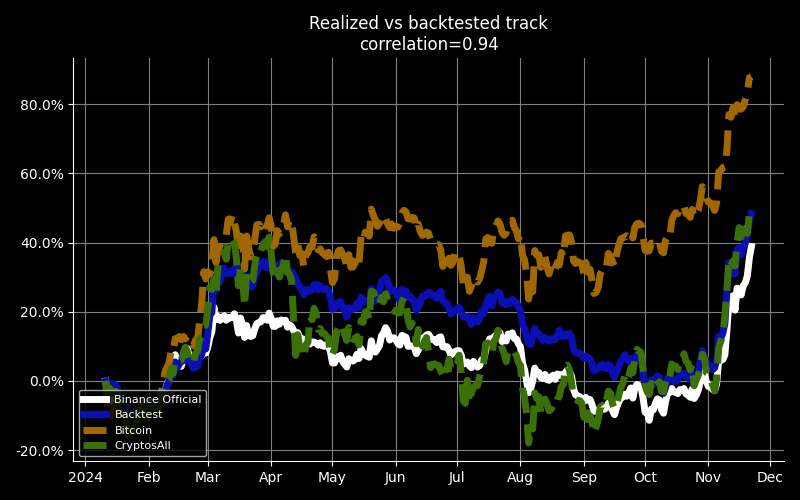 Realized vs backtested track
correlation=0.94
80.0%
60.0%
40.0%
20.0%
0.0%
-20.0%
Binance Official
Backtest
Bitcoin
CryptosAll
2024 Feb Mar Apr May Jun Jul Aug Sep Oct Nov Dec